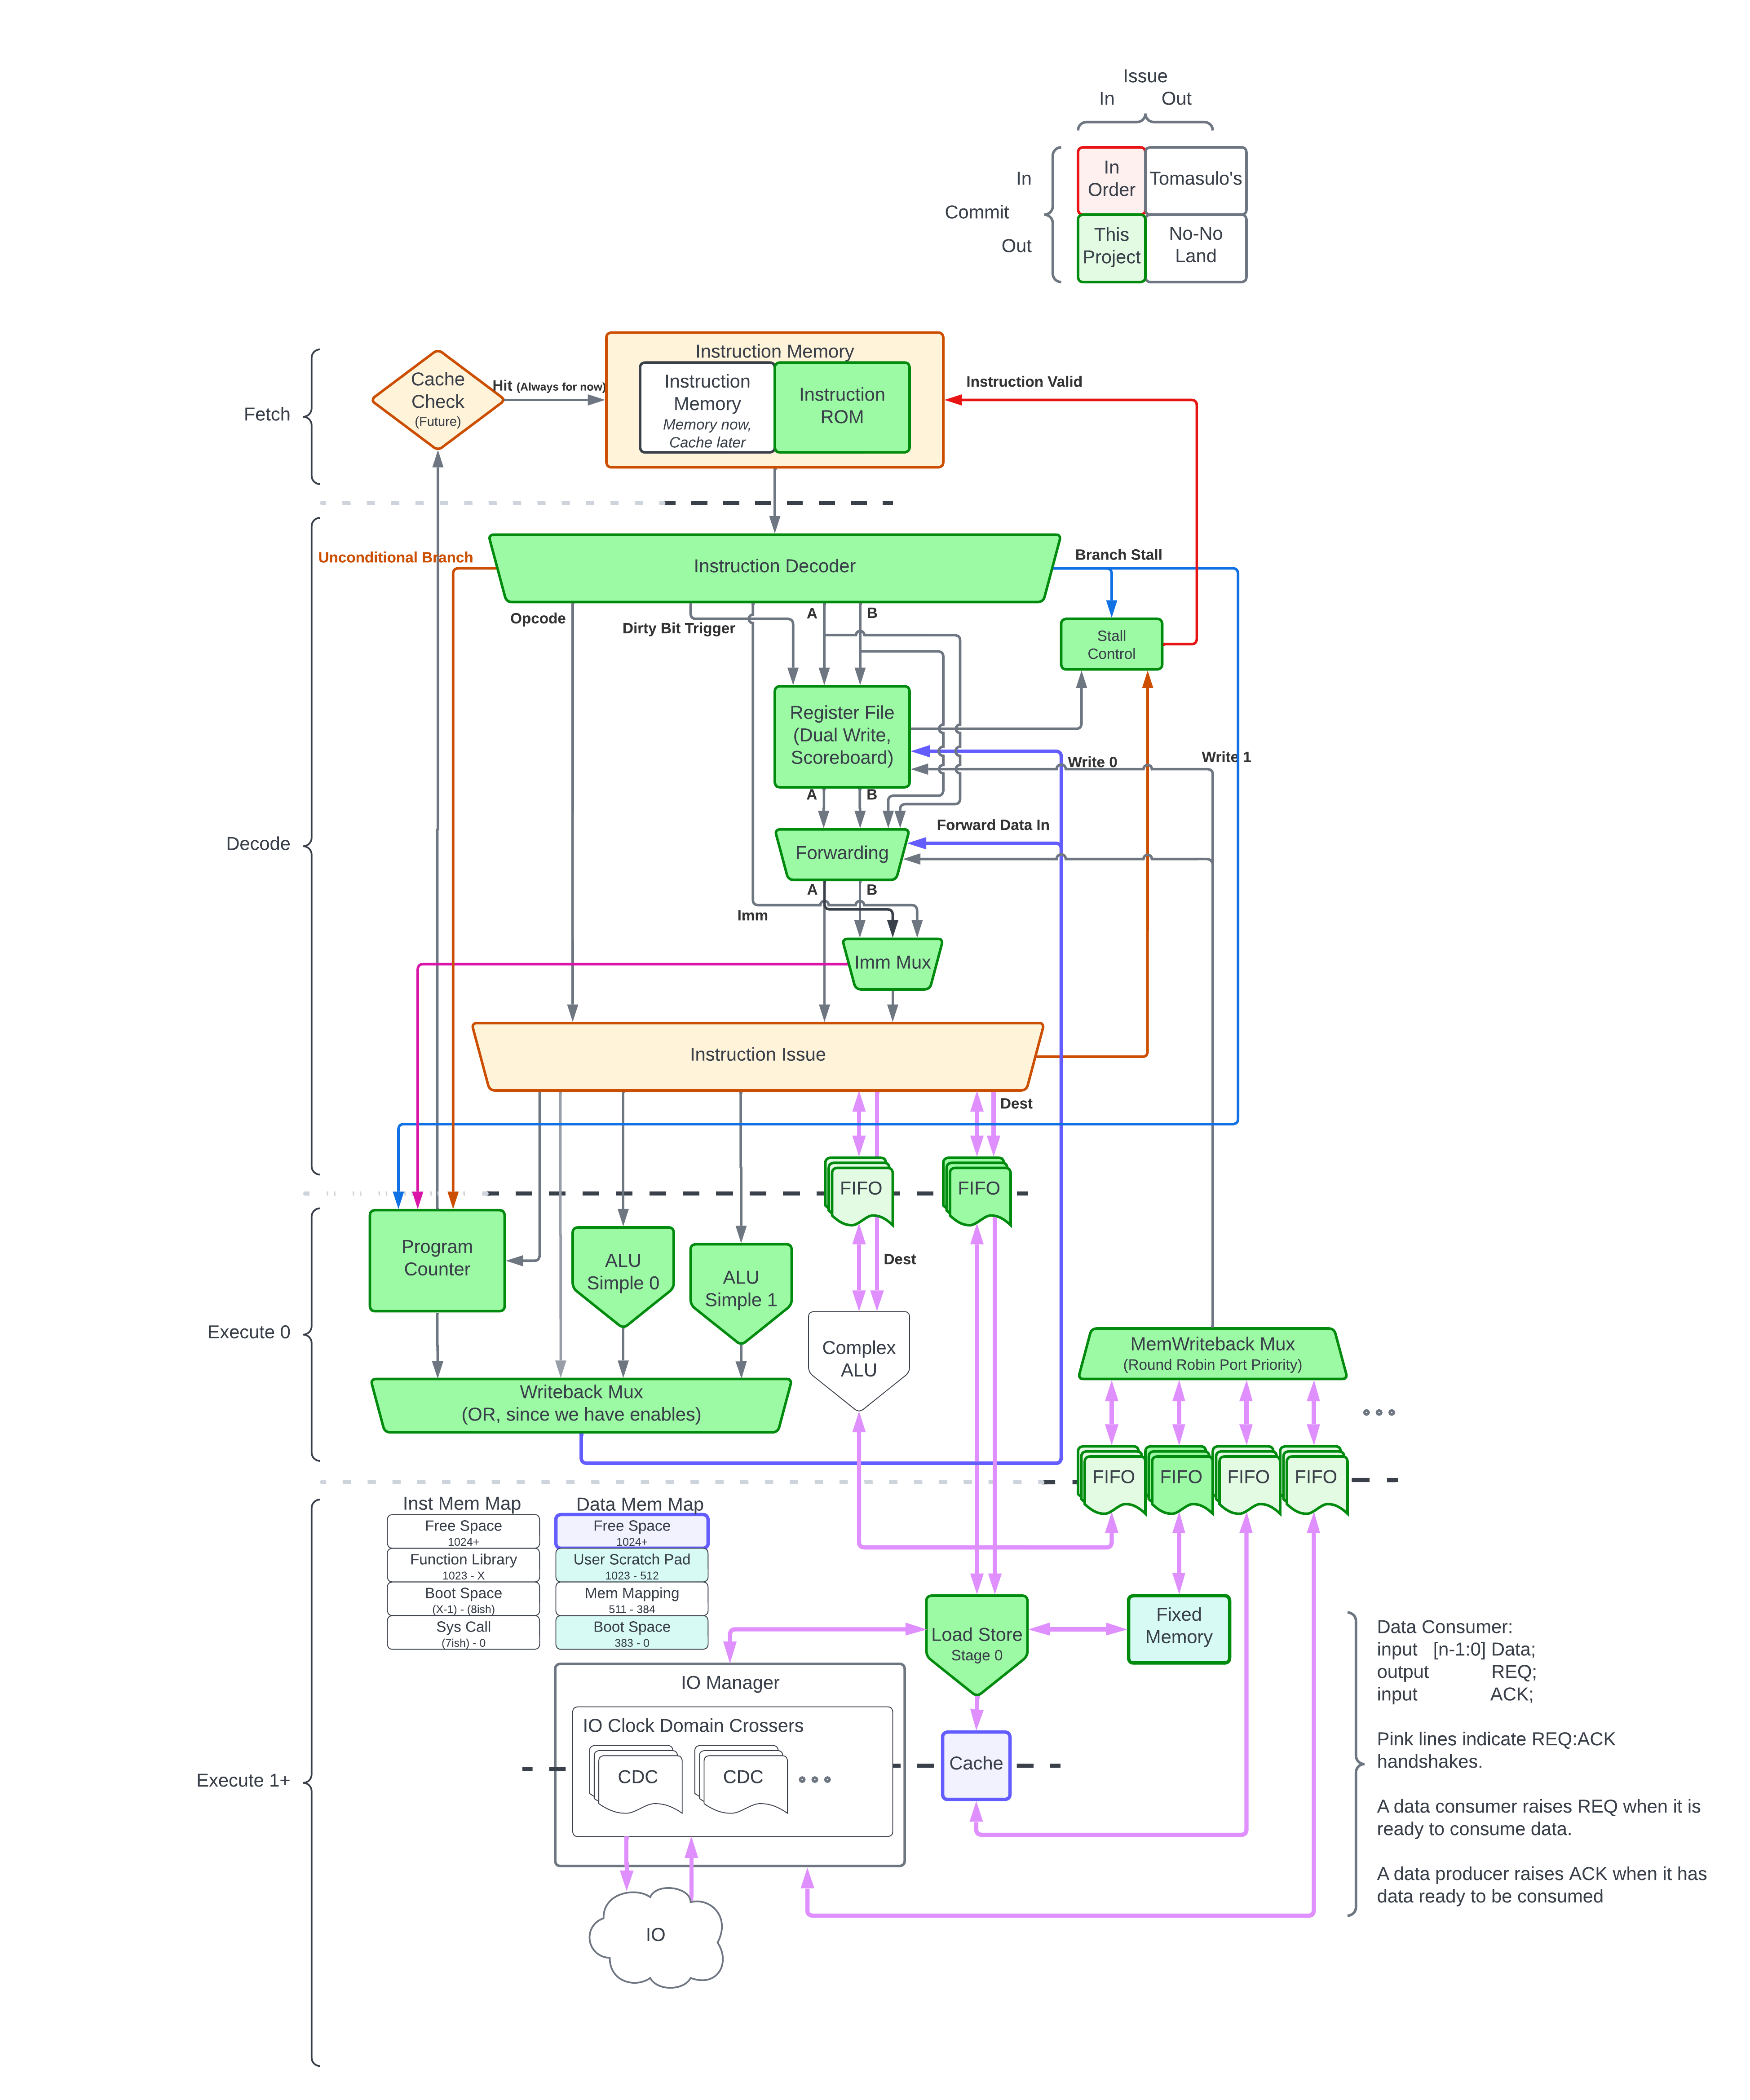 Issue
In Out
In
Order
Tomasulo's
In
Commit
Out
This
Project
No-No
Land
Fetch
Cache
Check
(Future)
Hit (Always for now)
Instruction Memory
Instruction
Memory
Memory now,
Cache later
Instruction
ROM
Instruction Valid
Decode
Unconditional Branch
Instruction Decoder
Branch Stall
Opcode
Dirty Bit Trigger
A
B
Stall
Control
Register File
(Dual Write,
Scoreboard)
Write 0
Write 1
A
B
Forward Data In
Forwarding
A
B
Imm
Imm Mux
Instruction Issue
Dest
FIFO
FIFO
Execute 0
Program
Counter
ALU
Simple 0
ALU
Simple 1
Dest
Complex
ALU
MemWriteback Mux
(Round Robin Port Priority)
Writeback Mux
(OR, since we have enables)
FIFO
FIFO
FIFO
FIFO
Execute 1+
Inst Mem Map
Free Space
1024+
Function Library
1023 - X
Boot Space
(X-1) - (8ish)
Sys Call
(7ish) - 0
Data Mem Map
Free Space
1024+
User Scratch Pad
1023 - 512
Mem Mapping
511 - 384
Boot Space
383 - 0
Load Store
Stage 0
Fixed
Memory
IO Manager
IO Clock Domain Crossers
CDC
CDC
Cache
IO
Data Consumer:
input [n-1:0] Data;
output REQ;
input ACK;
Pink lines indicate REQ:ACK
handshakes.
A data consumer raises REQ when it is
ready to consume data.
A data producer raises ACK when it has
data ready to be consumed